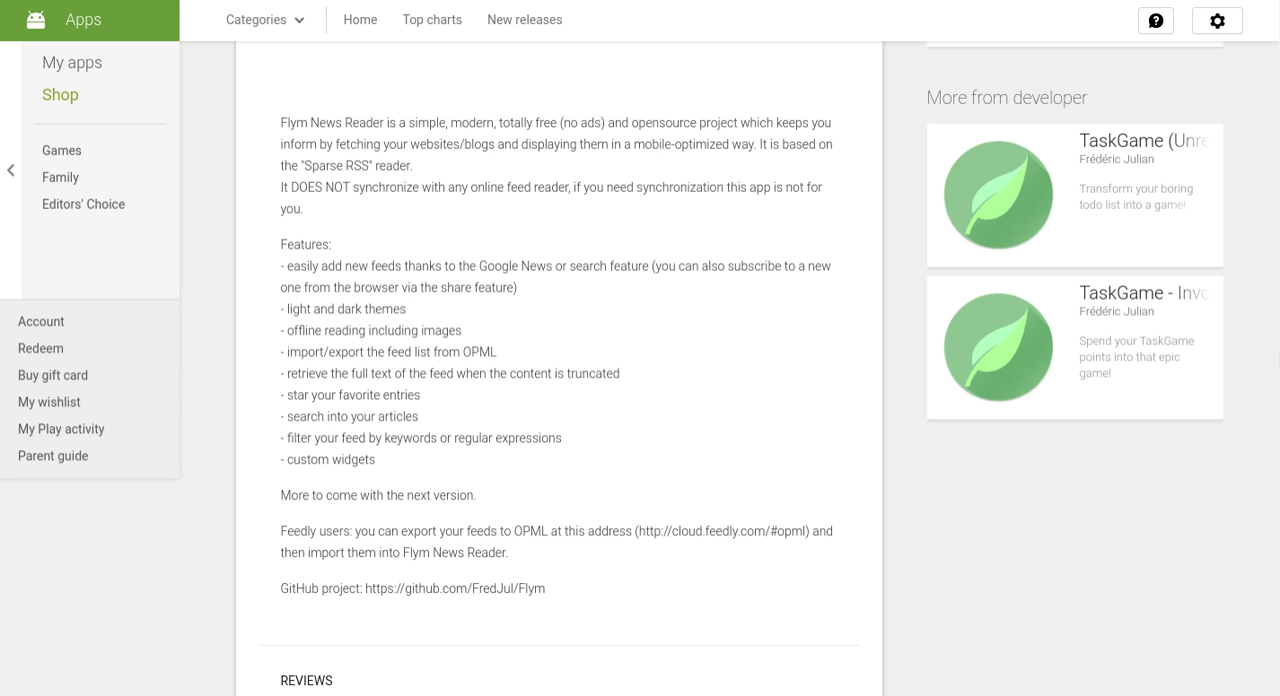 Apps
Categories
Home
Top charts
New releases
My apps
Shop
Games
Family
Editors' Choice
Account
Redeem
Buy gift card
My wishlist
My Play activity
Parent guide
Flym News Reader is a simple, modern, totally free (no ads) and opensource project which keeps you
inform by fetching your websites/blogs and displaying them in a mobile-optimized way. It is based on
the "Sparse RSS" reader.
It DOES NOT synchronize with any online feed reader, if you need synchronization this app is not for
you.
Features:
- easily add new feeds thanks to the Google News or search feature (you can also subscribe to a new
one from the browser via the share feature)
- light and dark themes
- offline reading including images
- import/export the feed list from OPML
- retrieve the full text of the feed when the content is truncated
- star your favorite entries
- search into your articles
- filter your feed by keywords or regular expressions
- custom widgets
More to come with the next version.
Feedly users: you can export your feeds to OPML at this address (http://cloud.feedly.com/#opml) and
then import them into Flym News Reader.
GitHub project: https://github.com/FredJul/Flym
REVIEWS
More from developer
TaskGame (Unre
Frédéric Julian
Transform your boring
todo list into a game!
TaskGame - Invo
Frédéric Julian
Spend your TaskGame
points into that epic
game!